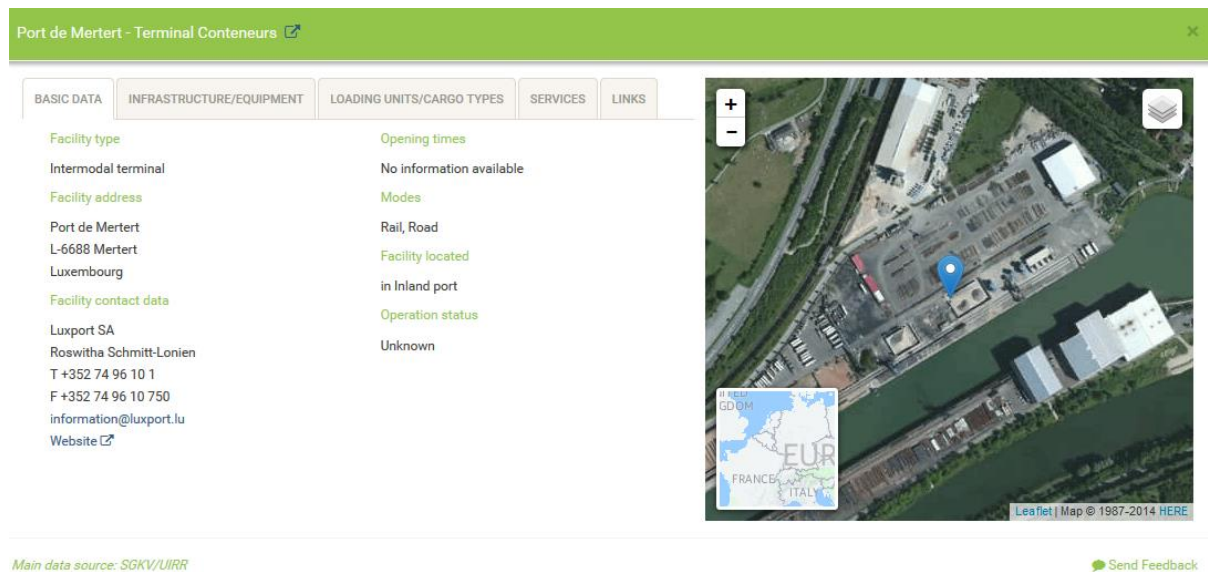 Port de Mertert - Terminal Conteneurs
×
BASIC DATA
INFRASTRUCTURE/EQUIPMENT
LOADING UNITS/CARGO TYPES
SERVICES
LINKS
Facility type
Intermodal terminal
Facility address
Port de Mertert
L-6688 Mertert
Luxembourg
Facility contact data
Luxport SA
Roswitha Schmitt-Lonien
T +352 74 96 10 1
F +352 74 96 10 750
information@luxport.lu
Website
Opening times
No information available
Modes
Rail, Road
Facility located
in Inland port
Operation status
Unknown
+
−
GDOM
EUR
FRANCE
ITALY
Leaflet | Map © 1987-2014 HERE
Main data source: SGKV/UIRR
Send Feedback